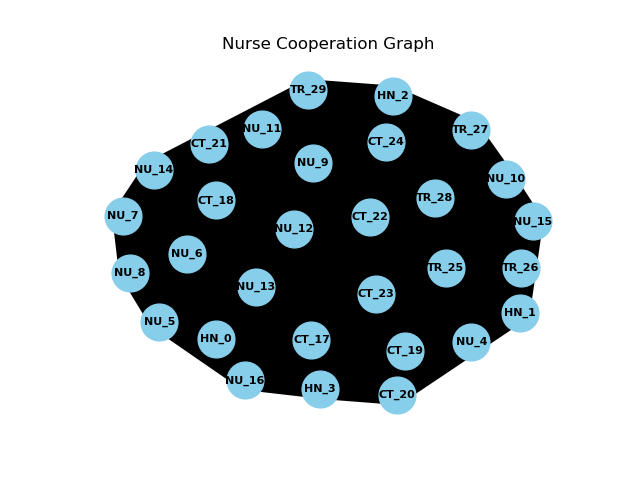 Nurse Cooperation Graph
TR_29
HN_2
NU_11
TR_27
CT_21
CT_24
NU_9
NU_14
NU_10
TR_28
CT_18
NU_7
CT_22
NU_15
NU_12
NU_6
TR_25
TR_26
NU_8
NU_13
CT_23
HN_1
NU_5
HN_0
CT_17
NU_4
CT_19
NU_16
HN_3
CT_20